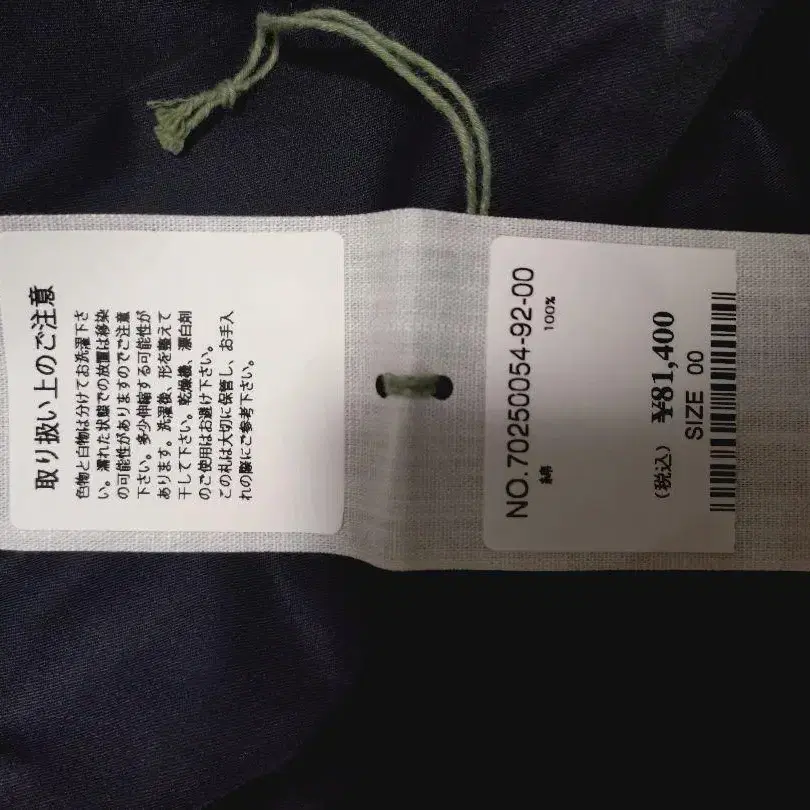 取り扱い上のご注意
色物と白物は分けてお洗濯下さ
い。濡れた状態での放置は移染
の可能性がありますのでご注意
下さい。多少伸縮する可能性が
あります。洗濯後、形を整えて
干して下さい。乾燥機、漂白剤
のご使用はお避け下さい。
この札は大切に保管し、お手入
れの際にご参考下さい。
NO.70250054-92-00
綿 100%
(税込) ¥81,400
SIZE 00